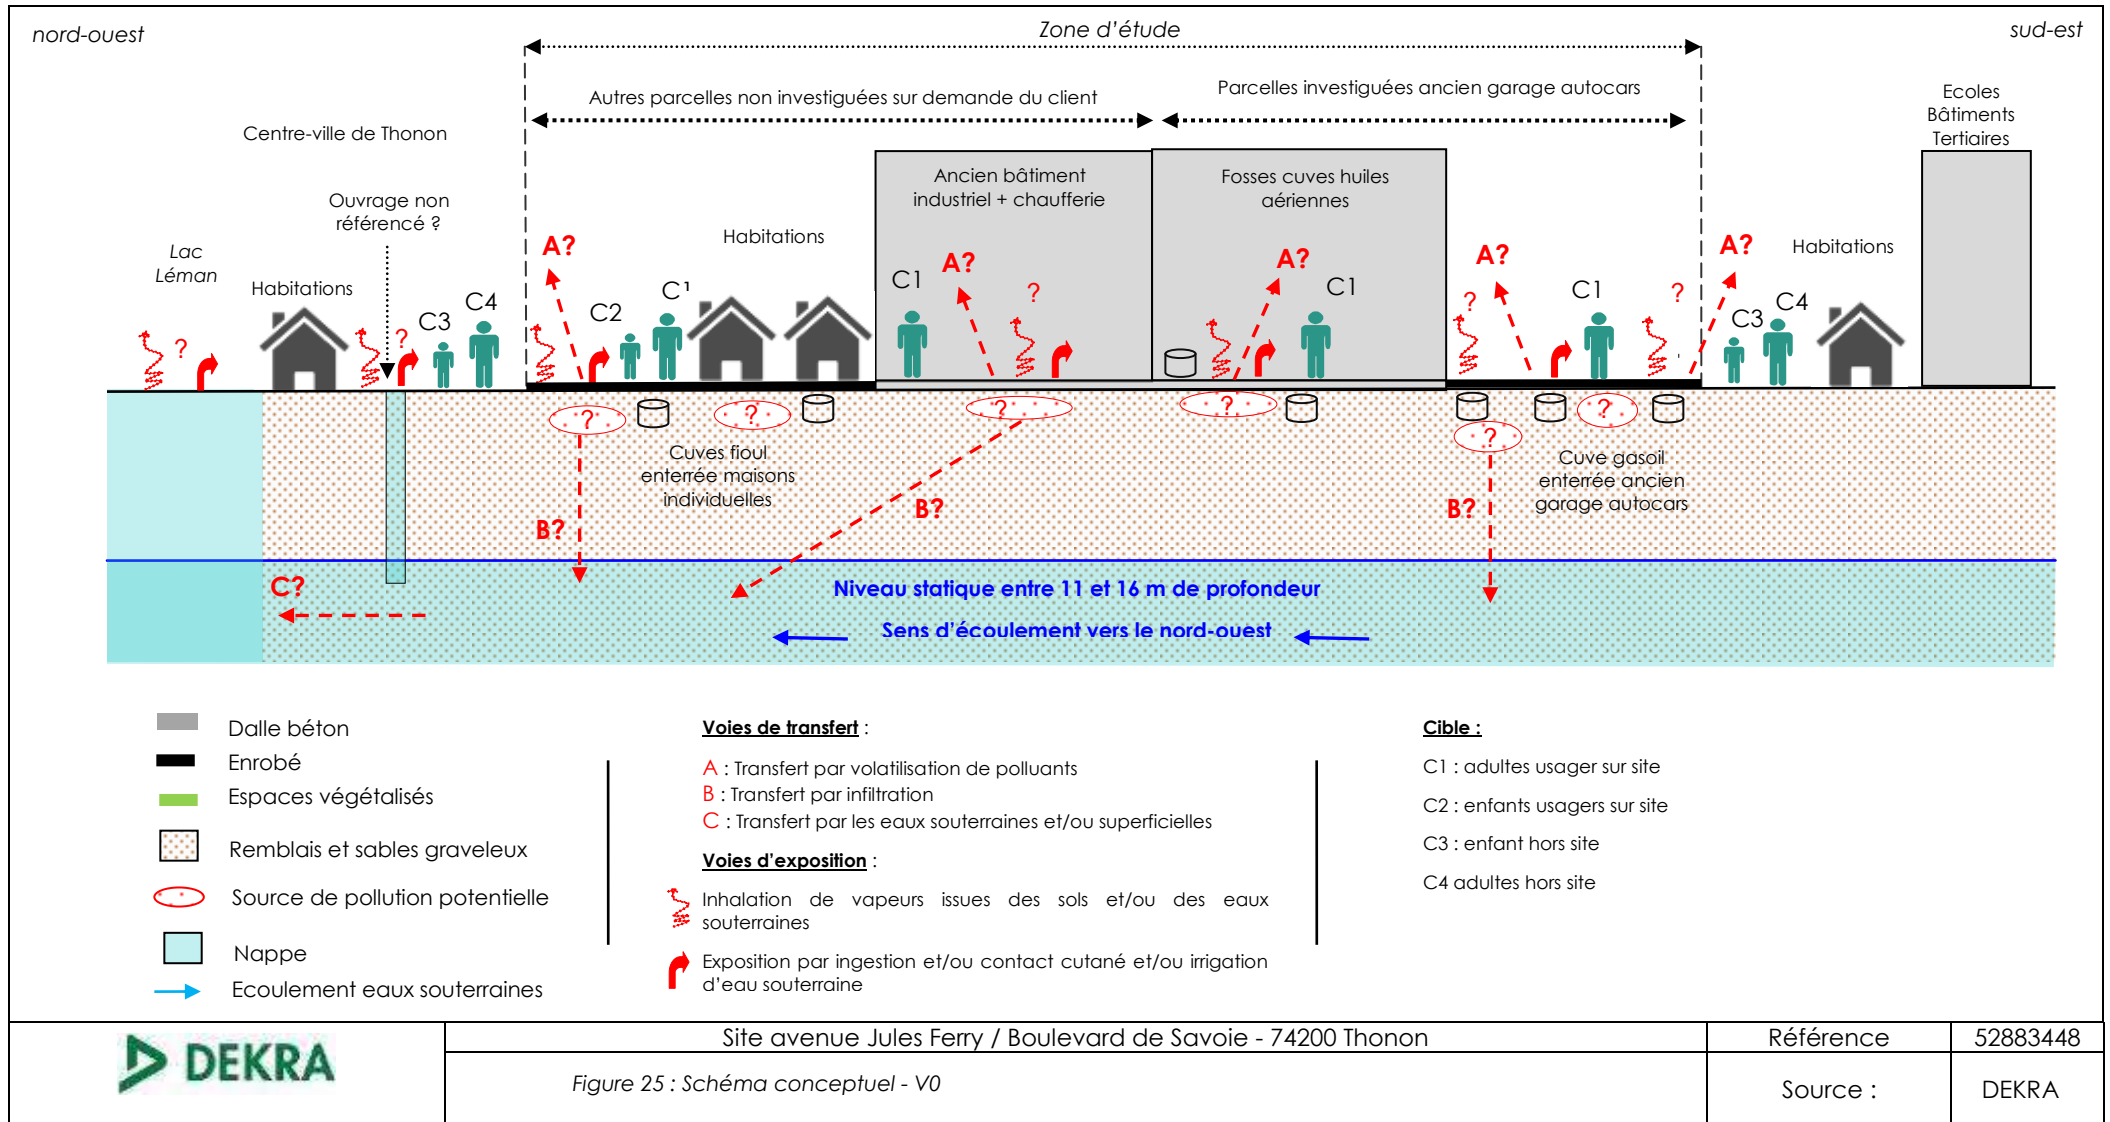 nord-ouest
Zone d'étude
sud-est
Autres parcelles non investiguées sur demande du client
Parcelles investiguées ancien garage autocars
Ecoles
Bâtiments
Tertiaires
Centre-ville de Thonon
Ouvrage non
référencé ?
Ancien bâtiment
industriel + chaufferie
Fosses cuves huiles
aériennes
Lac
Léman
Habitations
Habitations
Habitations
A?
A?
A?
A?
A?
C3
C4
C2
C1
C1
C1
C1
C3
C4
?
?
?
?
?
?
?
?
?
?
?
?
Cuves fioul
enterrée maisons
individuelles
Cuve gasoil
enterrée ancien
garage autocars
B?
B?
B?
C?
Niveau statique entre 11 et 16 m de profondeur
Sens d'écoulement vers le nord-ouest
Dalle béton
Enrobé
Espaces végétalisés
Remblais et sables graveleux
Source de pollution potentielle
Nappe
Ecoulement eaux souterraines
Voies de transfert :
A : Transfert par volatilisation de polluants
B : Transfert par infiltration
C : Transfert par les eaux souterraines et/ou superficielles
Voies d'exposition :
Inhalation de vapeurs issues des sols et/ou des eaux
souterraines
Exposition par ingestion et/ou contact cutané et/ou irrigation
d'eau souterraine
Cible :
C1 : adultes usager sur site
C2 : enfants usagers sur site
C3 : enfant hors site
C4 adultes hors site
DEKRA
Site avenue Jules Ferry / Boulevard de Savoie - 74200 Thonon
Référence
52883448
Figure 25 : Schéma conceptuel - V0
Source :
DEKRA